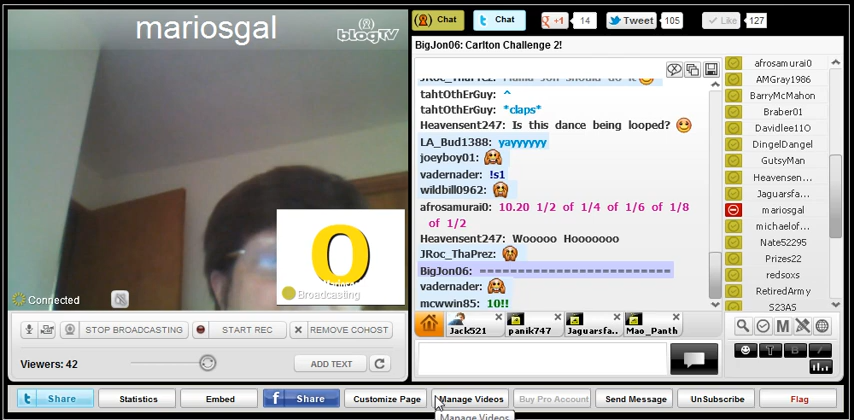 mariosgal
blogTV
Connected
O
Broadcasting
STOP BROADCASTING
START REC
REMOVE COHOST
Viewers: 42
ADD TEXT
Chat
Chat
+1
14
Tweet
105
Like
127
BigJon06: Carlton Challenge 2!
tahtOthErGuy: ^
tahtOthErGuy: *claps*
Heavensent247: Is this dance being looped?
LA_Bud1388: yayyyyyy
joeyboy01:
vadernader: !s1
wildbill0962:
afrosamurai0: 10.20 1/2 of 1/4 of 1/6 of 1/8
of 1/2
Heavensent247: Wooooo Hooooooo
JRoc_ThaPrez:
BigJon06: =========================
vadernader:
mcwwin85: 10!!
Jack521
panik747
Jaguarsfa...
Mao_Panth
afrosamurai0
AMGray1986
BarryMcMahon
Braber01
Davidlee11O
DingelDangel
GutsyMan
Heavensen...
Jaguarsfa...
mariosgal
michaelof...
Nate52295
Prizes22
redsoxs
RetiredArmy
S23AS
Share
Statistics
Embed
Share
Customize Page
Manage Videos
Buy Pro Account
Send Message
UnSubscribe
Flag
Manage Videos